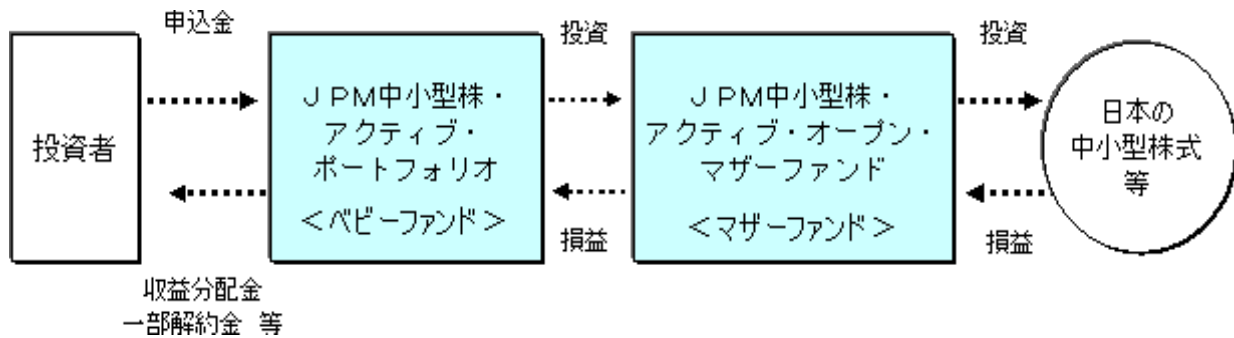 申込金
投資
投資
投資者
ＪＰＭ中小型株・
アクティブ・
ポートフォリオ
＜ベビーファンド＞
ＪＰＭ中小型株・
アクティブ・オープン・
マザーファンド
＜マザーファンド＞
日本の
中小型株式
等
損益
損益
収益分配金
一部解約金 等